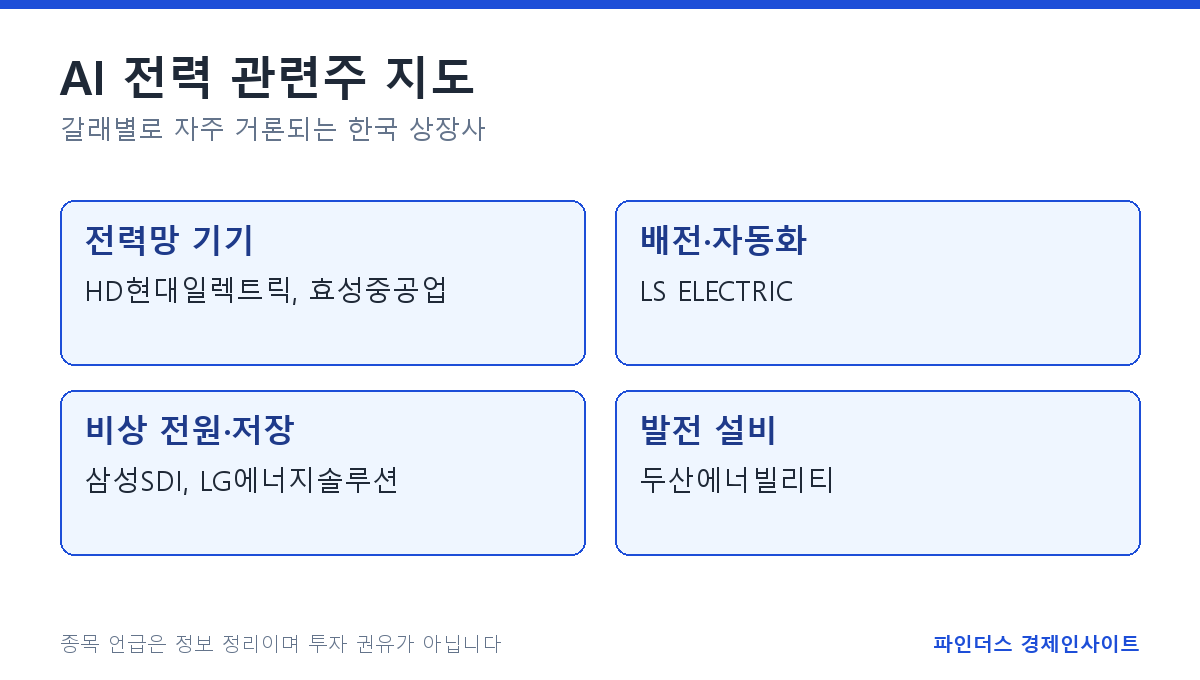 AI 전력 관련주 지도
갈래별로 자주 거론되는 한국 상장사
전력망 기기
HD현대일렉트릭, 효성중공업
배전·자동화
LS ELECTRIC
비상 전원·저장
삼성SDI, LG에너지솔루션
발전 설비
두산에너빌리티
종목 언급은 정보 정리이며 투자 권유가 아닙니다
파인더스 경제인사이트